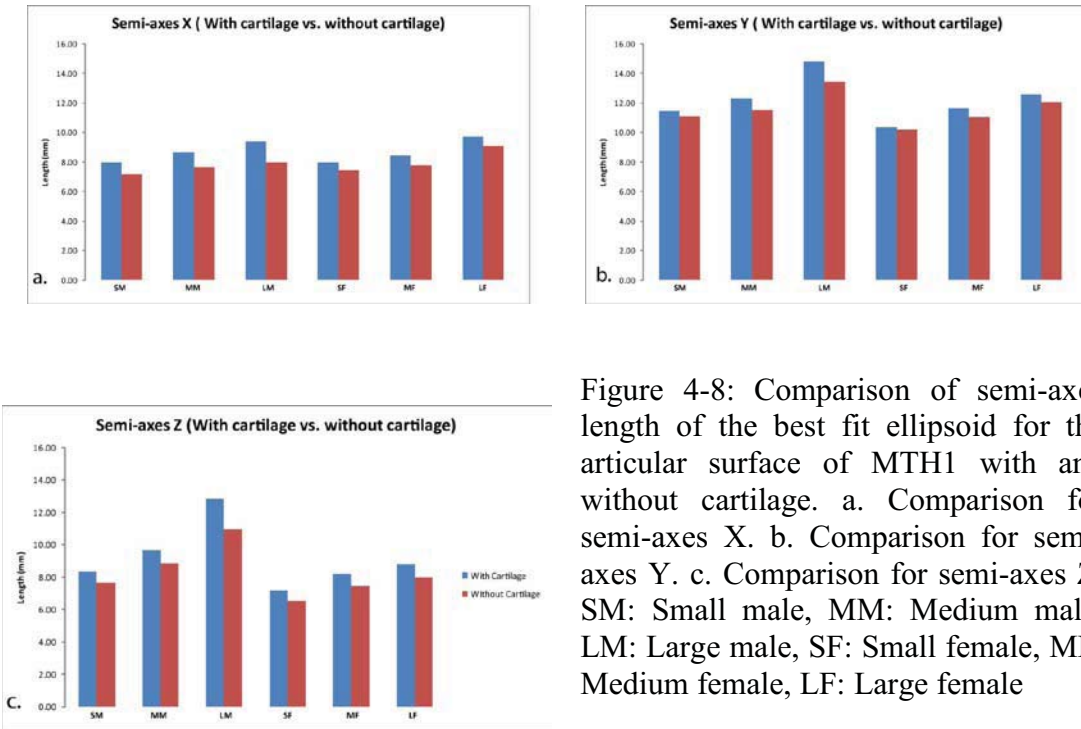 Semi-axes X ( With cartilage vs. without cartilage)
16.00
14.00
12.00
10.00
8.00
6.00
4.00
2.00
0.00
Length (mm)
SM MM LM SF MF LF
a.
Semi-axes Y ( With cartilage vs. without cartilage)
16.00
14.00
12.00
10.00
8.00
6.00
4.00
2.00
0.00
Length (mm)
SM MM LM SF MF LF
b.
Semi-axes Z (With cartilage vs. without cartilage)
16.00
14.00
12.00
10.00
8.00
6.00
4.00
2.00
0.00
Length (mm)
SM MM LM SF MF LF
With Cartilage
Without Cartilage
c.
Figure 4-8: Comparison of semi-axe
length of the best fit ellipsoid for th
articular surface of MTH1 with an
without cartilage. a. Comparison fo
semi-axes X. b. Comparison for sem
axes Y. c. Comparison for semi-axes Z
SM: Small male, MM: Medium mal
LM: Large male, SF: Small female, M
Medium female, LF: Large female